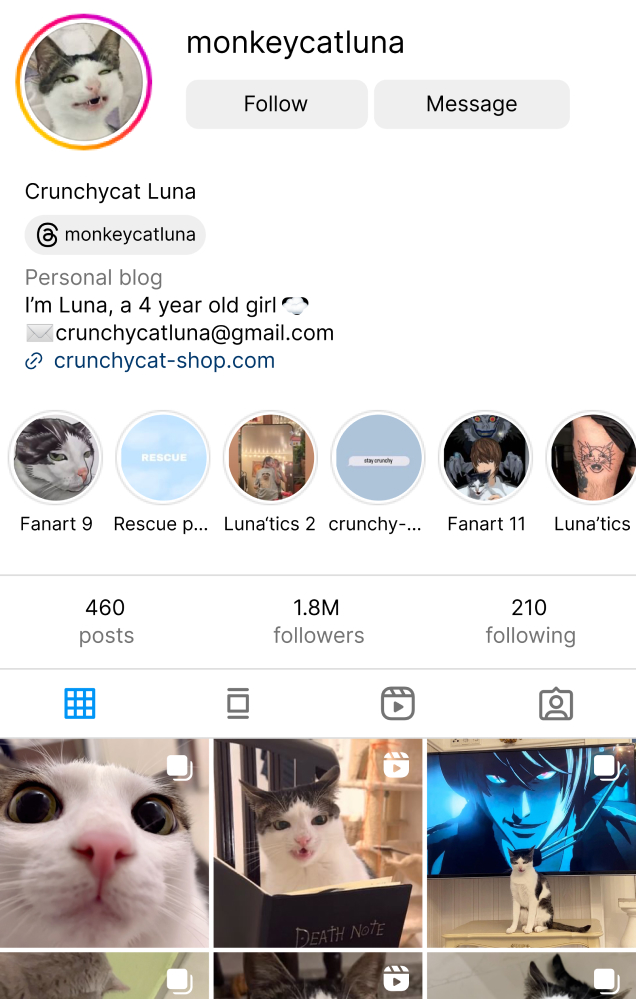 monkeycatluna
Follow
Message
Crunchycat Luna
monkeycatluna
Personal blog
I'm Luna, a 4 year old girl
crunchycatluna@gmail.com
crunchycat-shop.com
RESCUE
stay crunchy
Fanart 9
Rescue p...
Luna'tics 2
crunchy-...
Fanart 11
Luna'tics
460
posts
1.8M
followers
210
following
DEATH NOTE